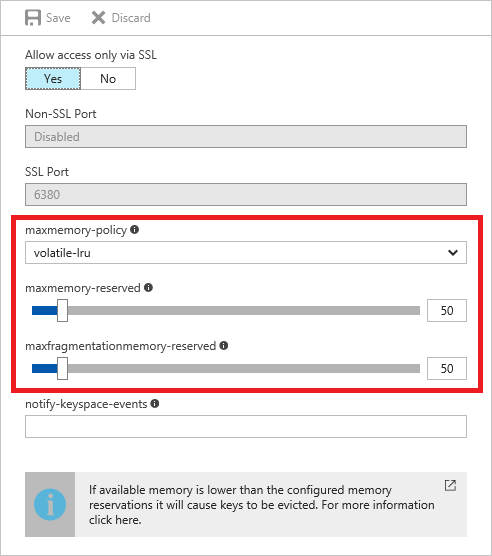 Save Discard
Allow access only via SSL
Yes No
Non-SSL Port
Disabled
SSL Port
6380
maxmemory-policy
volatile-lru
maxmemory-reserved
50
maxfragmentationmemory-reserved
50
notify-keyspace-events
If available memory is lower than the configured memory
reservations it will cause keys to be evicted. For more information
click here.